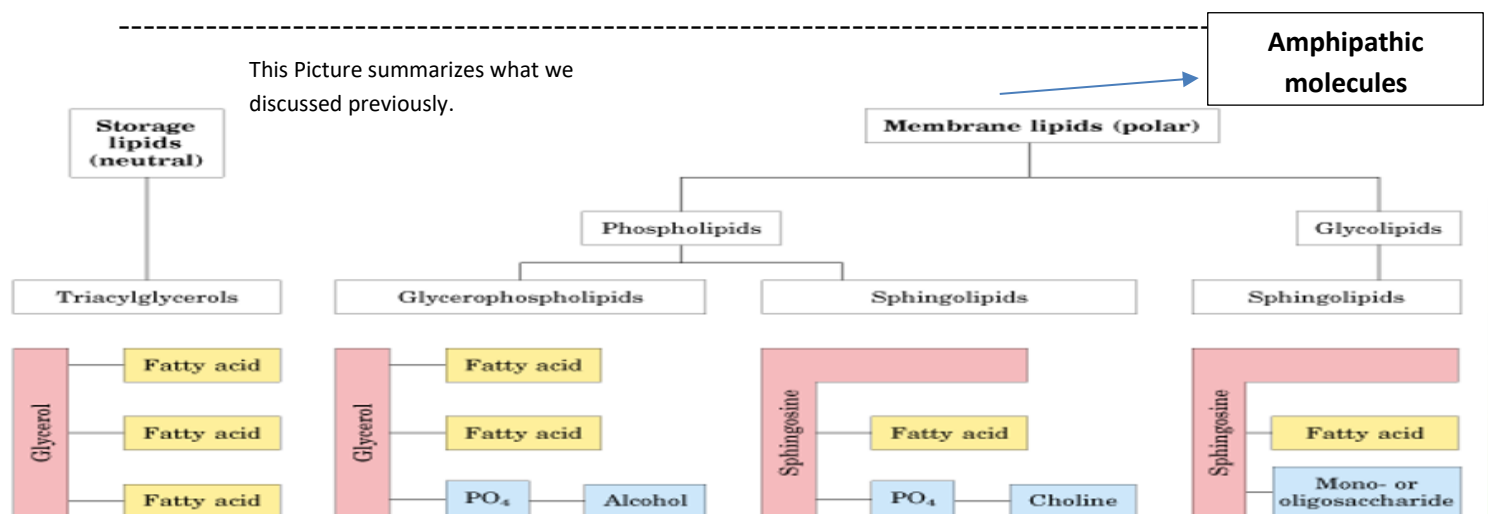 Amphipathic
molecules
This Picture summarizes what we
discussed previously.
Storage
lipids
(neutral)
Membrane lipids (polar)
Phospholipids
Glycolipids
Triacylglycerols
Glycerophospholipids
Sphingolipids
Sphingolipids
Glycerol
Fatty acid
Fatty acid
Fatty acid
Glycerol
Fatty acid
Fatty acid
PO₄
Alcohol
Sphingosine
Fatty acid
PO₄
Choline
Sphingosine
Fatty acid
Mono- or
oligosaccharide